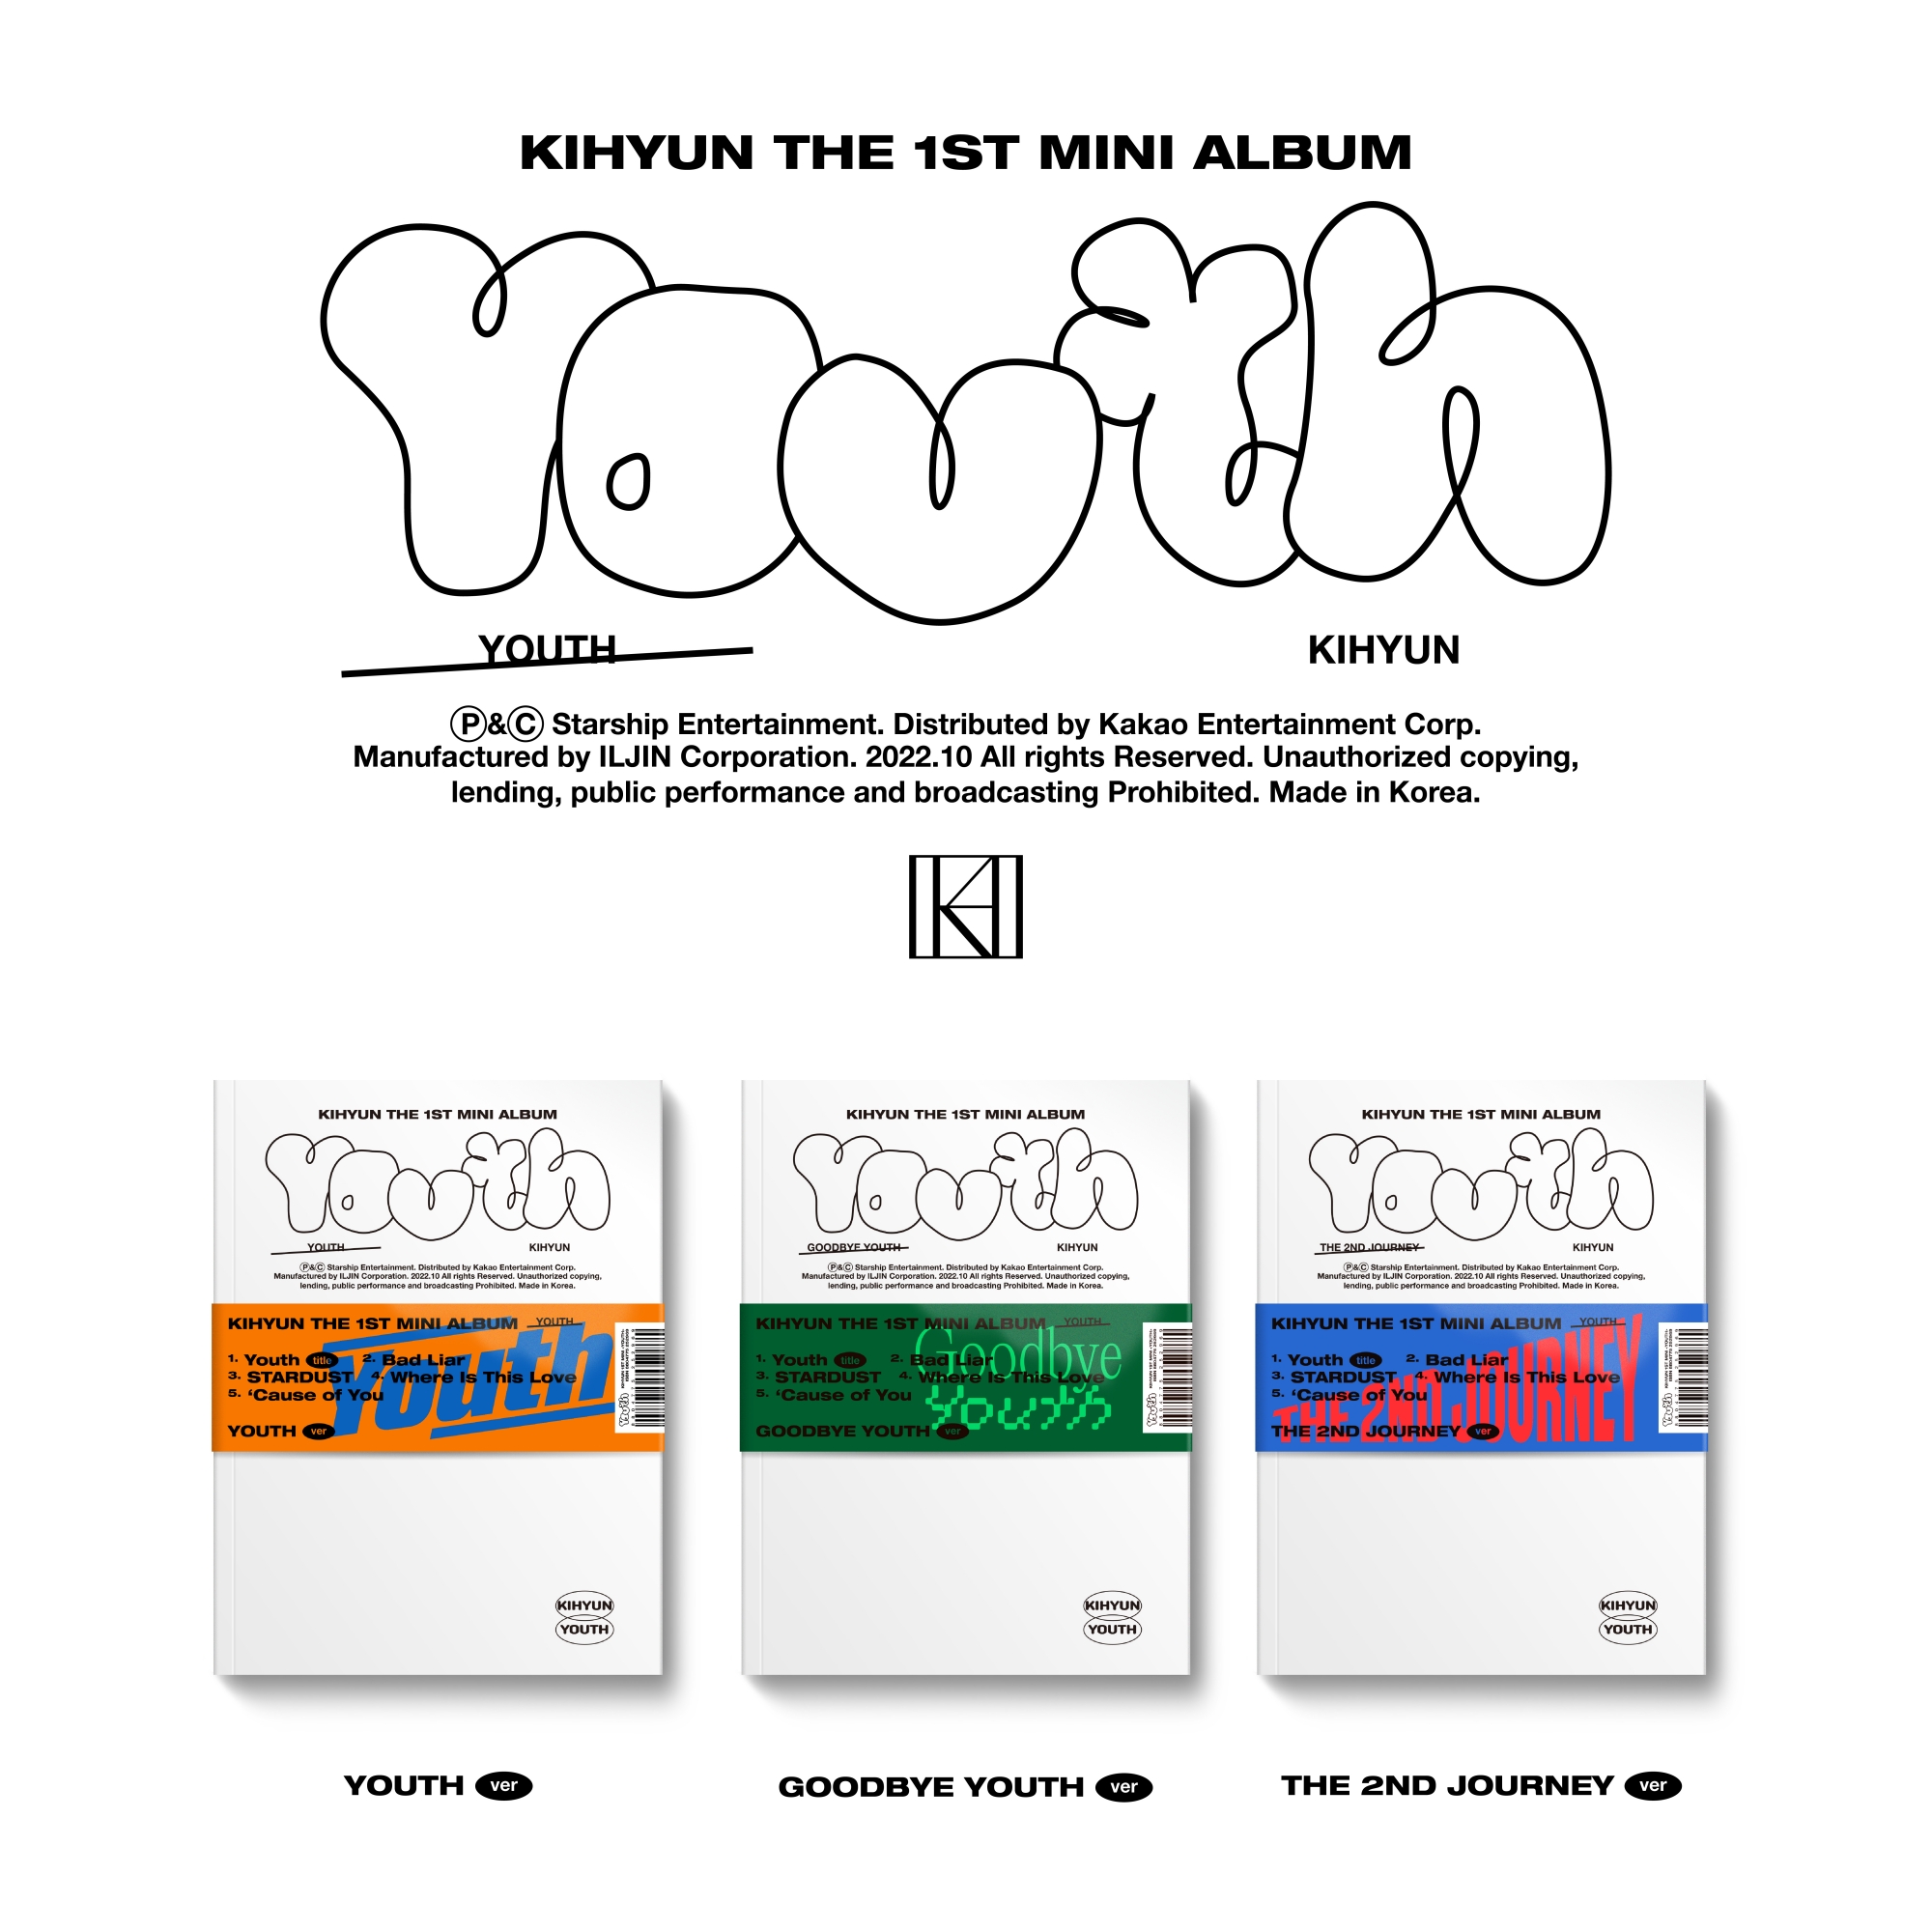 KIHYUN THE 1ST MINI ALBUM
Youth
YOUTH
KIHYUN
Ⓟ&Ⓒ Starship Entertainment. Distributed by Kakao Entertainment Corp.
Manufactured by ILJIN Corporation. 2022.10 All rights Reserved. Unauthorized copying,
lending, public performance and broadcasting Prohibited. Made in Korea.
KH
KIHYUN THE 1ST MINI ALBUM
Youth
YOUTH
KIHYUN
Ⓟ&Ⓒ Starship Entertainment. Distributed by Kakao Entertainment Corp.
Manufactured by ILJIN Corporation. 2022.10 All rights Reserved. Unauthorized copying,
lending, public performance and broadcasting Prohibited. Made in Korea.
KIHYUN THE 1ST MINI ALBUM YOUTH
Youth
1. Youth title 2. Bad Liar
3. STARDUST 4. Where Is This Love
5. ‘Cause of You
YOUTH ver
Youth
KIHYUN
YOUTH
KIHYUN THE 1ST MINI ALBUM
Youth
GOODBYE YOUTH
KIHYUN
Ⓟ&Ⓒ Starship Entertainment. Distributed by Kakao Entertainment Corp.
Manufactured by ILJIN Corporation. 2022.10 All rights Reserved. Unauthorized copying,
lending, public performance and broadcasting Prohibited. Made in Korea.
KIHYUN THE 1ST MINI ALBUM YOUTH
Goodbye
Youth
1. Youth title 2. Bad Liar
3. STARDUST 4. Where Is This Love
5. ‘Cause of You
GOODBYE YOUTH ver
Youth
KIHYUN
YOUTH
KIHYUN THE 1ST MINI ALBUM
Youth
THE 2ND JOURNEY
KIHYUN
Ⓟ&Ⓒ Starship Entertainment. Distributed by Kakao Entertainment Corp.
Manufactured by ILJIN Corporation. 2022.10 All rights Reserved. Unauthorized copying,
lending, public performance and broadcasting Prohibited. Made in Korea.
KIHYUN THE 1ST MINI ALBUM YOUTH
THE 2ND JOURNEY
1. Youth title 2. Bad Liar
3. STARDUST 4. Where Is This Love
5. ‘Cause of You
THE 2ND JOURNEY ver
Youth
KIHYUN
YOUTH
YOUTH ver
GOODBYE YOUTH ver
THE 2ND JOURNEY ver